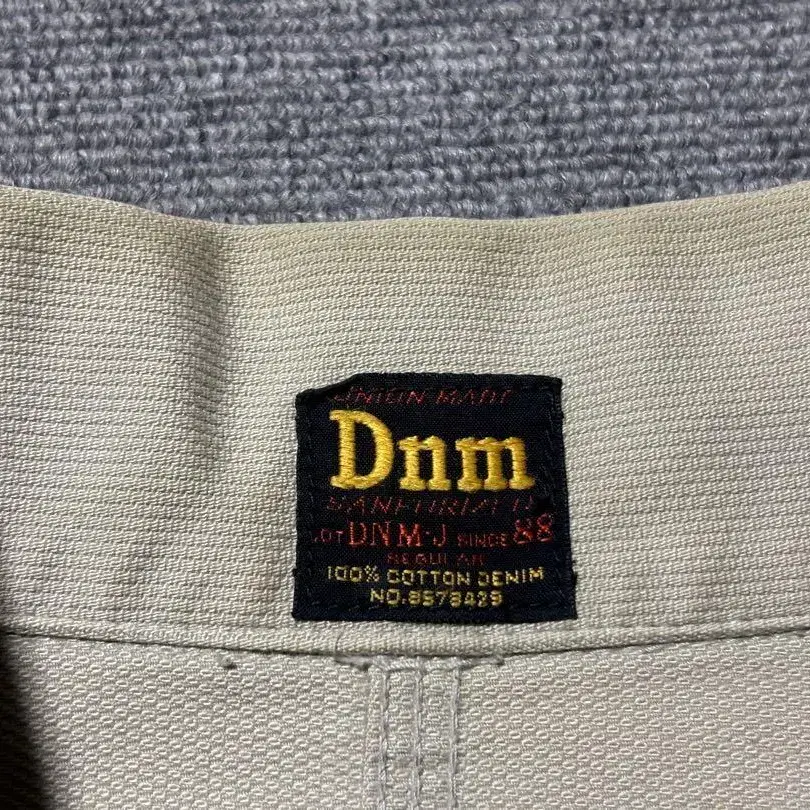 UNION MADE
Dnm
SANFORIZED
LOT DNM-J SINCE 88
REGULAR
100% COTTON DENIM
NO.8578429